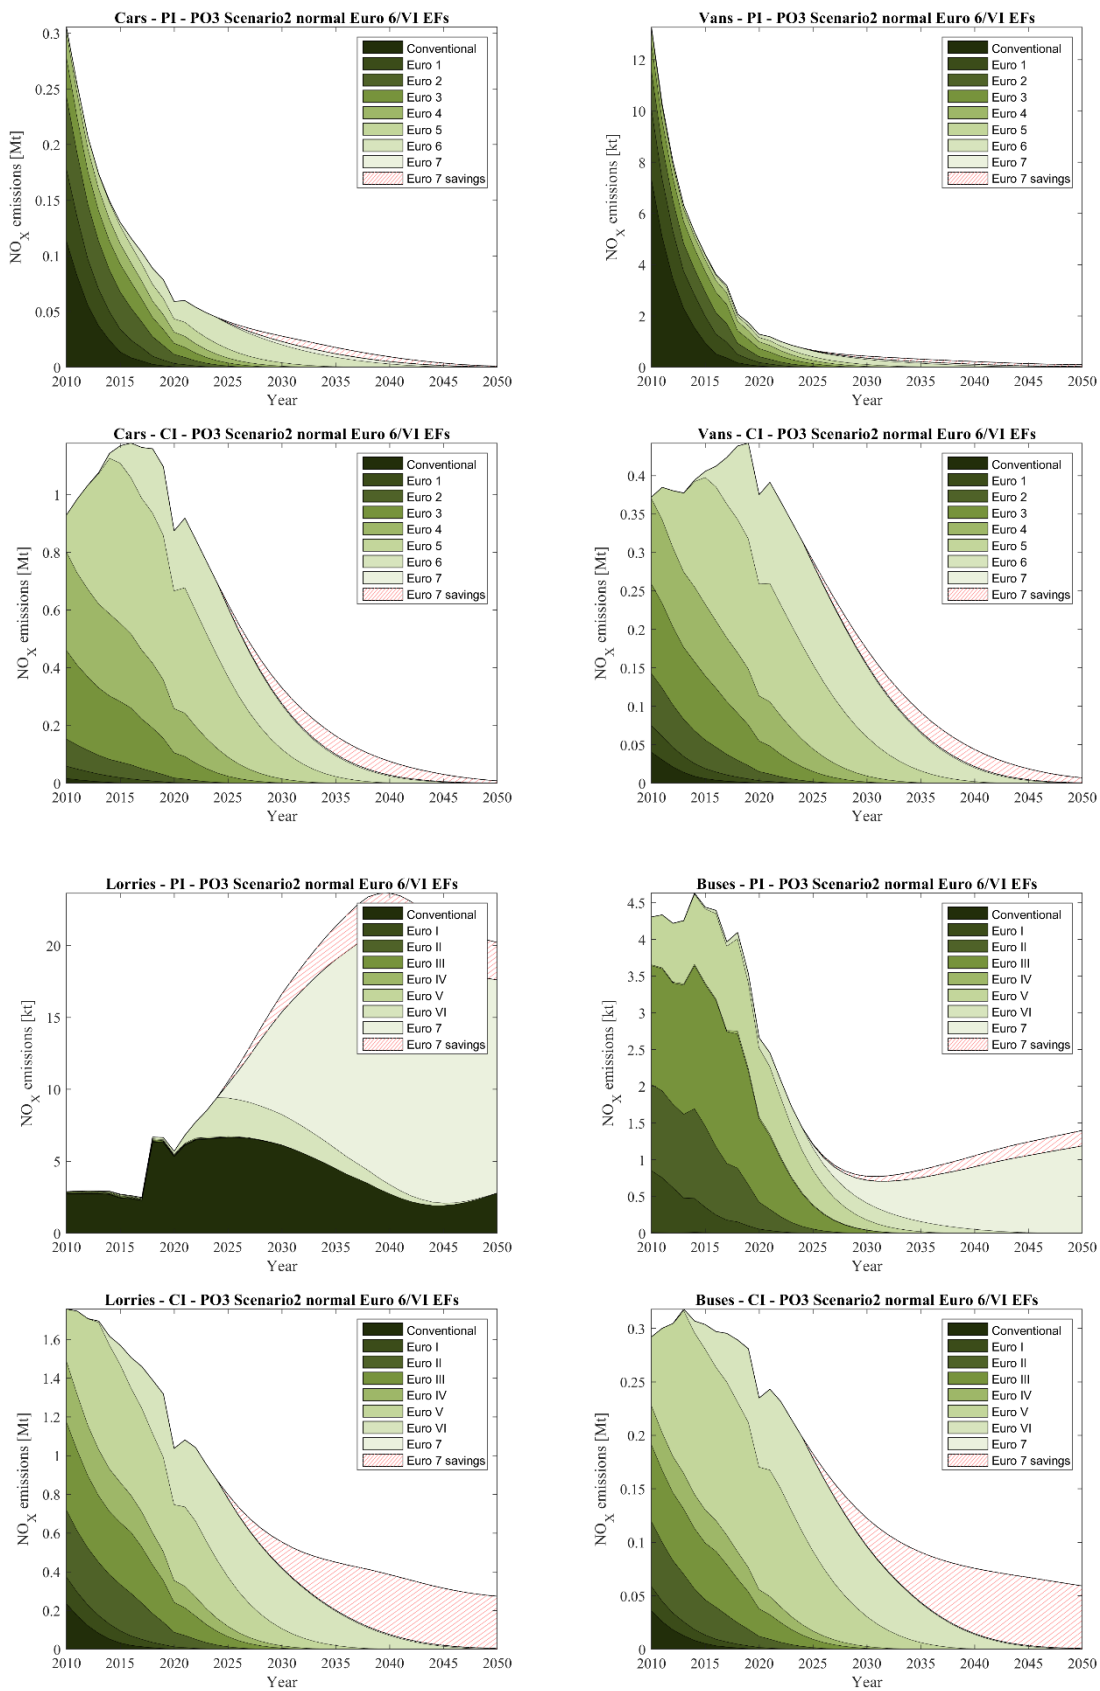 Cars - PI - PO3 Scenario2 normal Euro 6/VI EFs
0.3
0.25
0.2
0.15
0.1
0.05
0
NOX emissions [Mt]
Conventional
Euro 1
Euro 2
Euro 3
Euro 4
Euro 5
Euro 6
Euro 7
Euro 7 savings
2010 2015 2020 2025 2030 2035 2040 2045 2050
Year
Vans - PI - PO3 Scenario2 normal Euro 6/VI EFs
12
10
8
6
4
2
0
NOX emissions [kt]
Conventional
Euro 1
Euro 2
Euro 3
Euro 4
Euro 5
Euro 6
Euro 7
Euro 7 savings
2010 2015 2020 2025 2030 2035 2040 2045 2050
Year
Cars - CI - PO3 Scenario2 normal Euro 6/VI EFs
1
0.8
0.6
0.4
0.2
0
NOX emissions [Mt]
Conventional
Euro 1
Euro 2
Euro 3
Euro 4
Euro 5
Euro 6
Euro 7
Euro 7 savings
2010 2015 2020 2025 2030 2035 2040 2045 2050
Year
Vans - CI - PO3 Scenario2 normal Euro 6/VI EFs
0.4
0.35
0.3
0.25
0.2
0.15
0.1
0.05
0
NOX emissions [Mt]
Conventional
Euro 1
Euro 2
Euro 3
Euro 4
Euro 5
Euro 6
Euro 7
Euro 7 savings
2010 2015 2020 2025 2030 2035 2040 2045 2050
Year
Lorries - PI - PO3 Scenario2 normal Euro 6/VI EFs
20
15
10
5
0
NOX emissions [kt]
Conventional
Euro I
Euro II
Euro III
Euro IV
Euro V
Euro VI
Euro 7
Euro 7 savings
2010 2015 2020 2025 2030 2035 2040 2045 2050
Year
Buses - PI - PO3 Scenario2 normal Euro 6/VI EFs
4.5
4
3.5
3
2.5
2
1.5
1
0.5
0
NOX emissions [kt]
Conventional
Euro I
Euro II
Euro III
Euro IV
Euro V
Euro VI
Euro 7
Euro 7 savings
2010 2015 2020 2025 2030 2035 2040 2045 2050
Year
Lorries - CI - PO3 Scenario2 normal Euro 6/VI EFs
1.6
1.4
1.2
1
0.8
0.6
0.4
0.2
0
NOX emissions [Mt]
Conventional
Euro I
Euro II
Euro III
Euro IV
Euro V
Euro VI
Euro 7
Euro 7 savings
2010 2015 2020 2025 2030 2035 2040 2045 2050
Year
Buses - CI - PO3 Scenario2 normal Euro 6/VI EFs
0.3
0.25
0.2
0.15
0.1
0.05
0
NOX emissions [Mt]
Conventional
Euro I
Euro II
Euro III
Euro IV
Euro V
Euro VI
Euro 7
Euro 7 savings
2010 2015 2020 2025 2030 2035 2040 2045 2050
Year